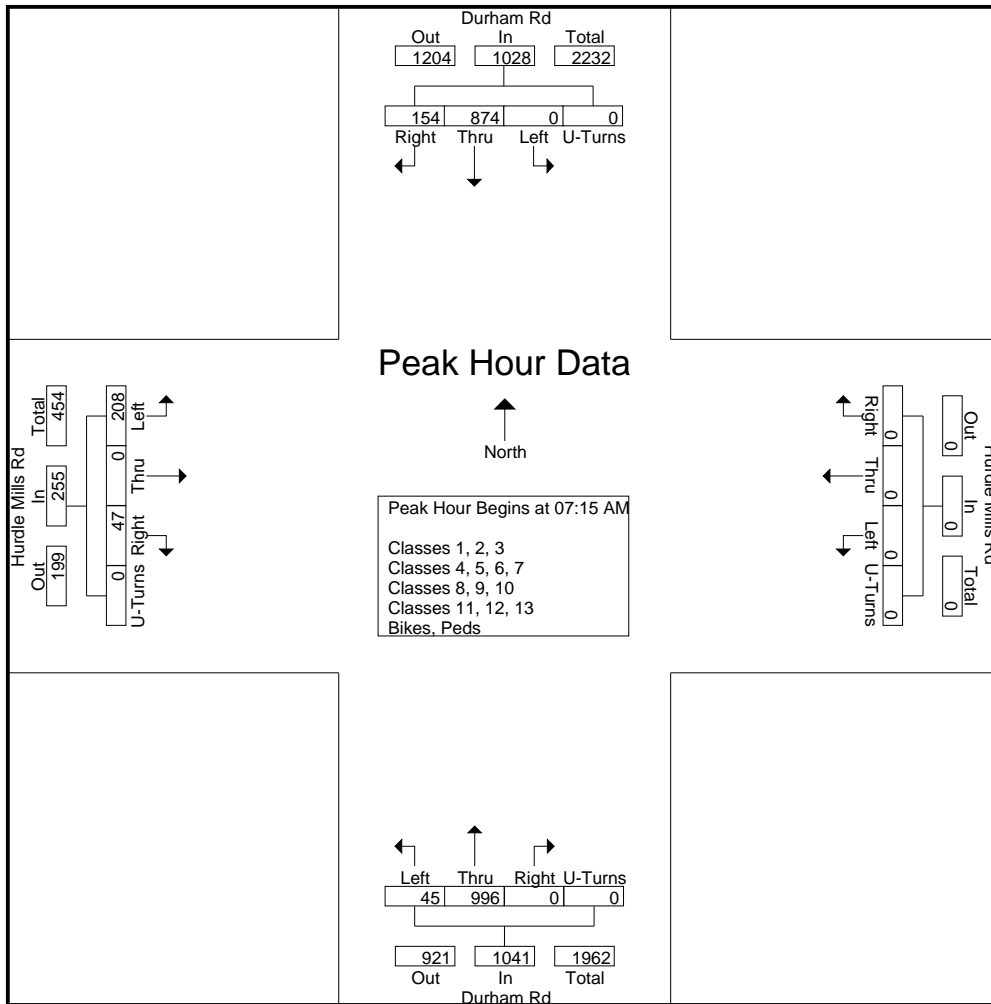 Durham Rd
Out In Total
1204 1028 2232
154 874 0 0
Right Thru Left U-Turns
Peak Hour Data
North
Peak Hour Begins at 07:15 AM
Classes 1, 2, 3
Classes 4, 5, 6, 7
Classes 8, 9, 10
Classes 11, 12, 13
Bikes, Peds
Hurdle Mills Rd
Out In Total
199 255 454
0 47 0 208
U-Turns Right Thru Left
Hurdle Mills Rd
Out In Total
0 0 0
0 0 0 0
Right Thru Left U-Turns
Left Thru Right U-Turns
45 996 0 0
921 1041 1962
Out In Total
Durham Rd